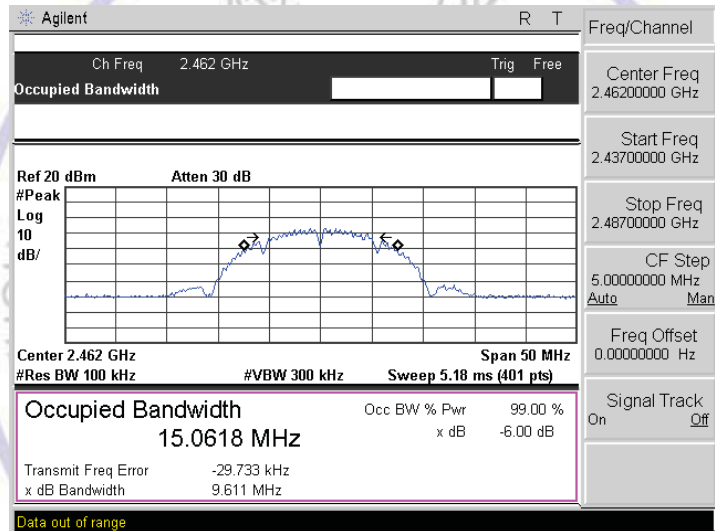 Agilent R T
Freq/Channel
Ch Freq 2.462 GHz Trig Free
Occupied Bandwidth
Center Freq
2.46200000 GHz
Start Freq
2.43700000 GHz
Stop Freq
2.48700000 GHz
CF Step
5.00000000 MHz
Auto Man
Freq Offset
0.00000000 Hz
Signal Track
On Off
Ref 20 dBm Atten 30 dB
#Peak
Log
10
dB/
Center 2.462 GHz Span 50 MHz
#Res BW 100 kHz #VBW 300 kHz Sweep 5.18 ms (401 pts)
Occupied Bandwidth
15.0618 MHz
Occ BW % Pwr 99.00 %
x dB -6.00 dB
Transmit Freq Error -29.733 kHz
x dB Bandwidth 9.611 MHz
Data out of range